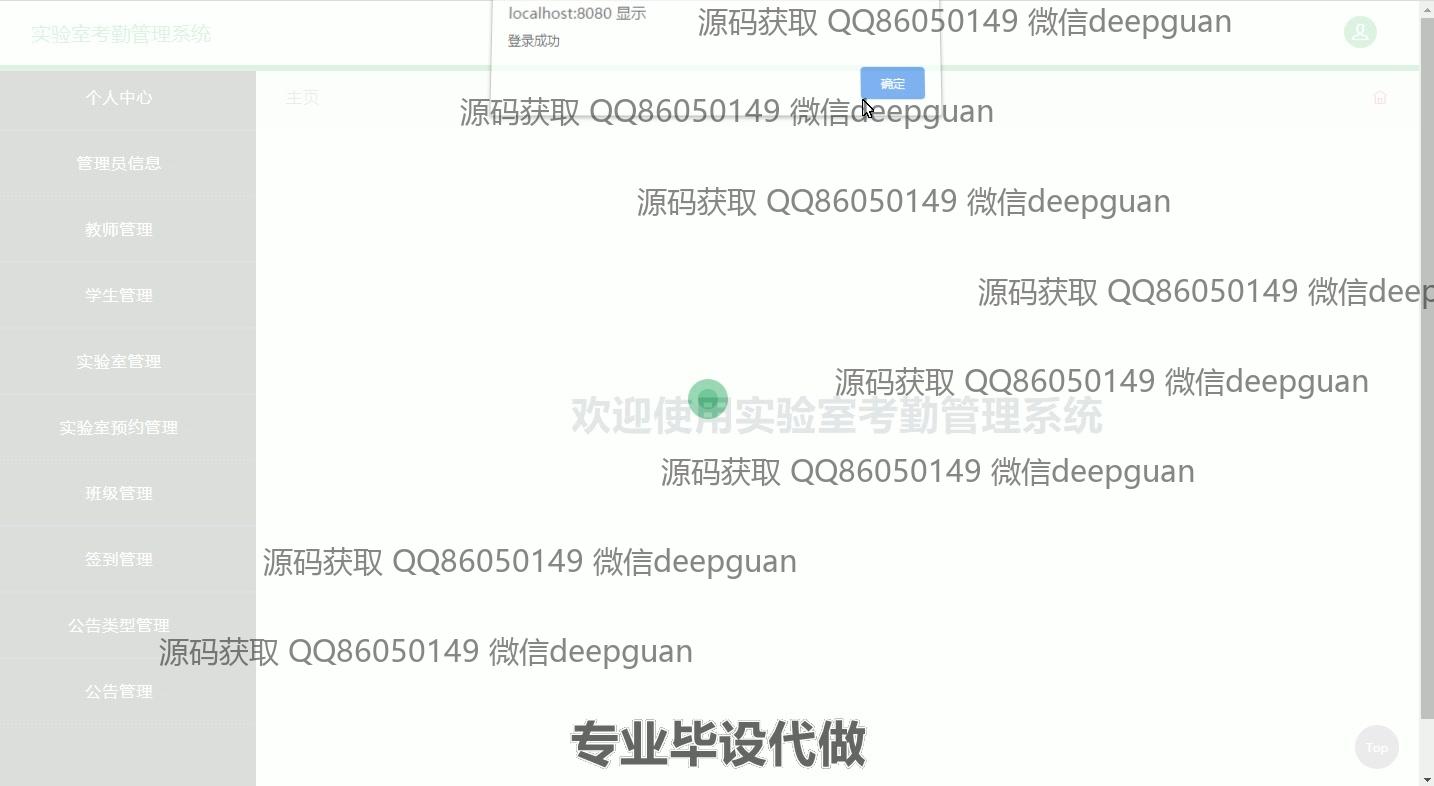 localhost:8080 显示
源码获取 QQ86050149 微信deepguan
实验室考勤管理系统
登录成功
确定
个人中心
主页
源码获取 QQ86050149 微信deepguan
管理员信息
源码获取 QQ86050149 微信deepguan
教师管理
学生管理
源码获取 QQ86050149 微信deep
实验室管理
源码获取 QQ86050149 微信deepguan
欢迎使用实验室考勤管理系统
实验室预约管理
源码获取 QQ86050149 微信deepguan
班级管理
签到管理
源码获取 QQ86050149 微信deepguan
公告类型管理
源码获取 QQ86050149 微信deepguan
公告管理
专业毕设代做
Top